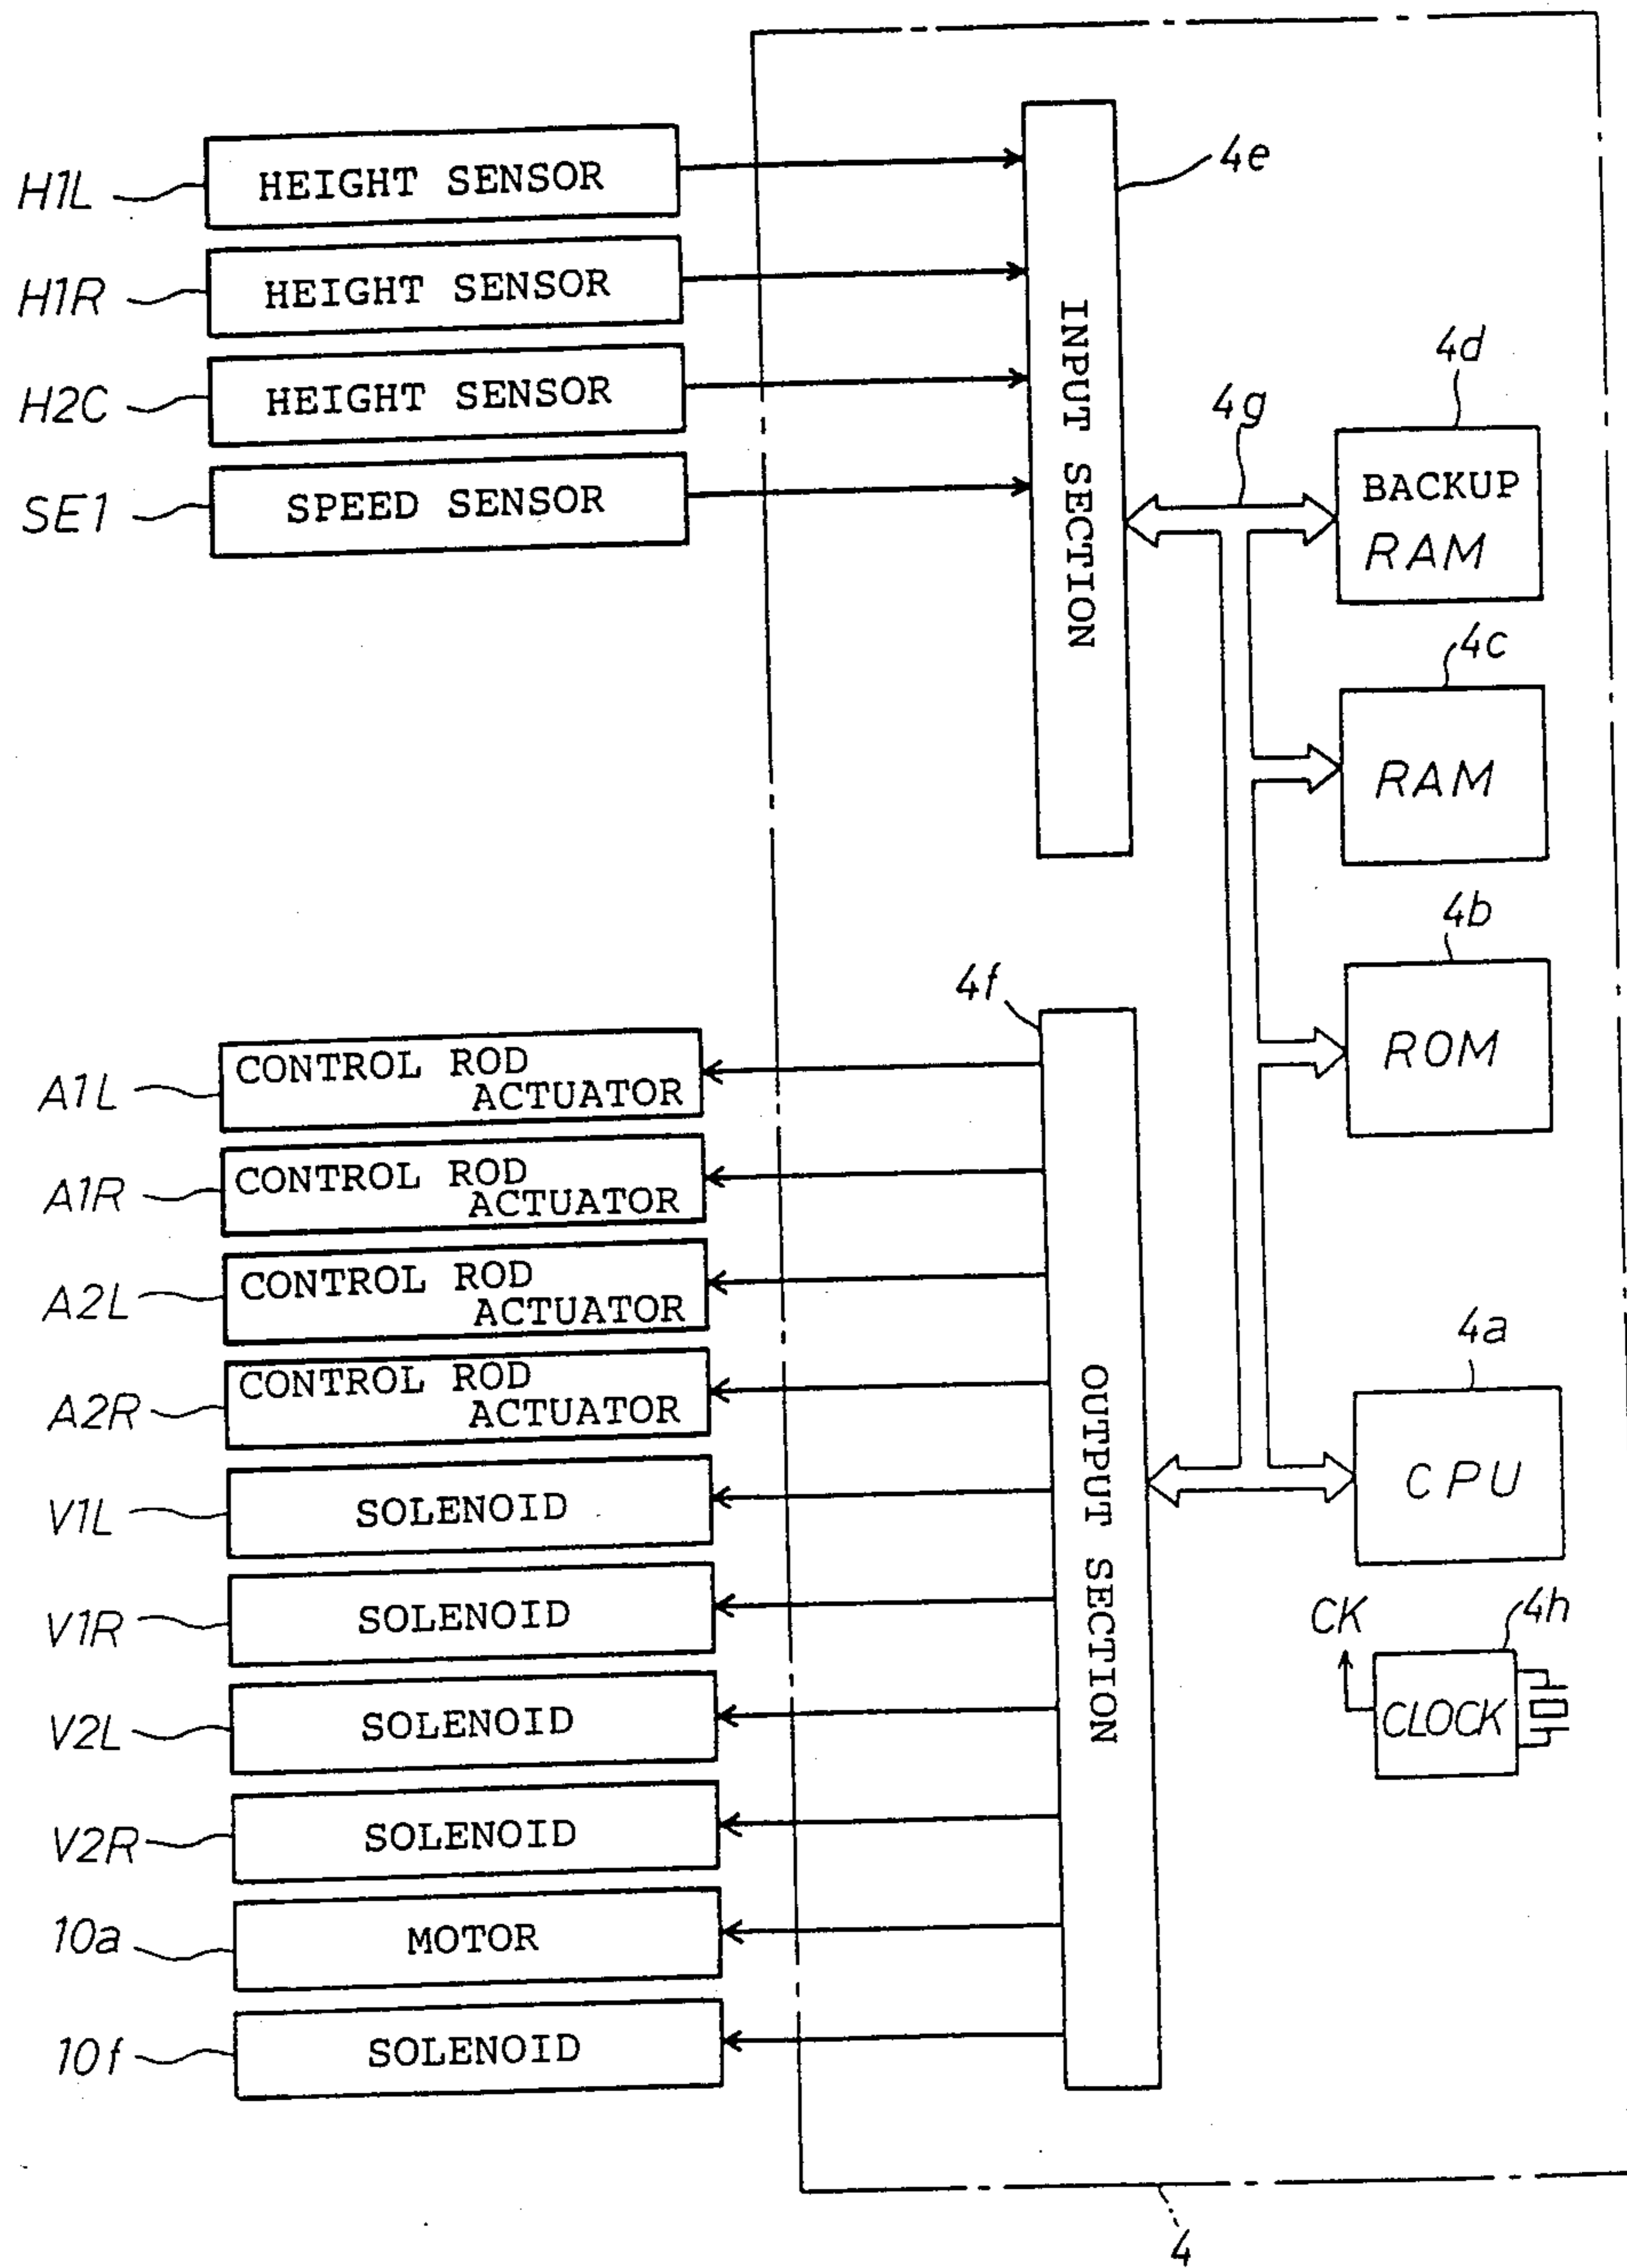 H1L HEIGHT SENSOR
4e
H1R HEIGHT SENSOR
H2C HEIGHT SENSOR
SE1 SPEED SENSOR
INPUT SECTION
4g
4d
BACKUP
RAM
4c
RAM
4b
ROM
4f
A1L CONTROL ROD
ACTUATOR
A1R CONTROL ROD
ACTUATOR
A2L CONTROL ROD
ACTUATOR
A2R CONTROL ROD
ACTUATOR
V1L SOLENOID
V1R SOLENOID
V2L SOLENOID
V2R SOLENOID
10a MOTOR
10f SOLENOID
OUTPUT SECTION
4a
CPU
CK
4h
CLOCK
4